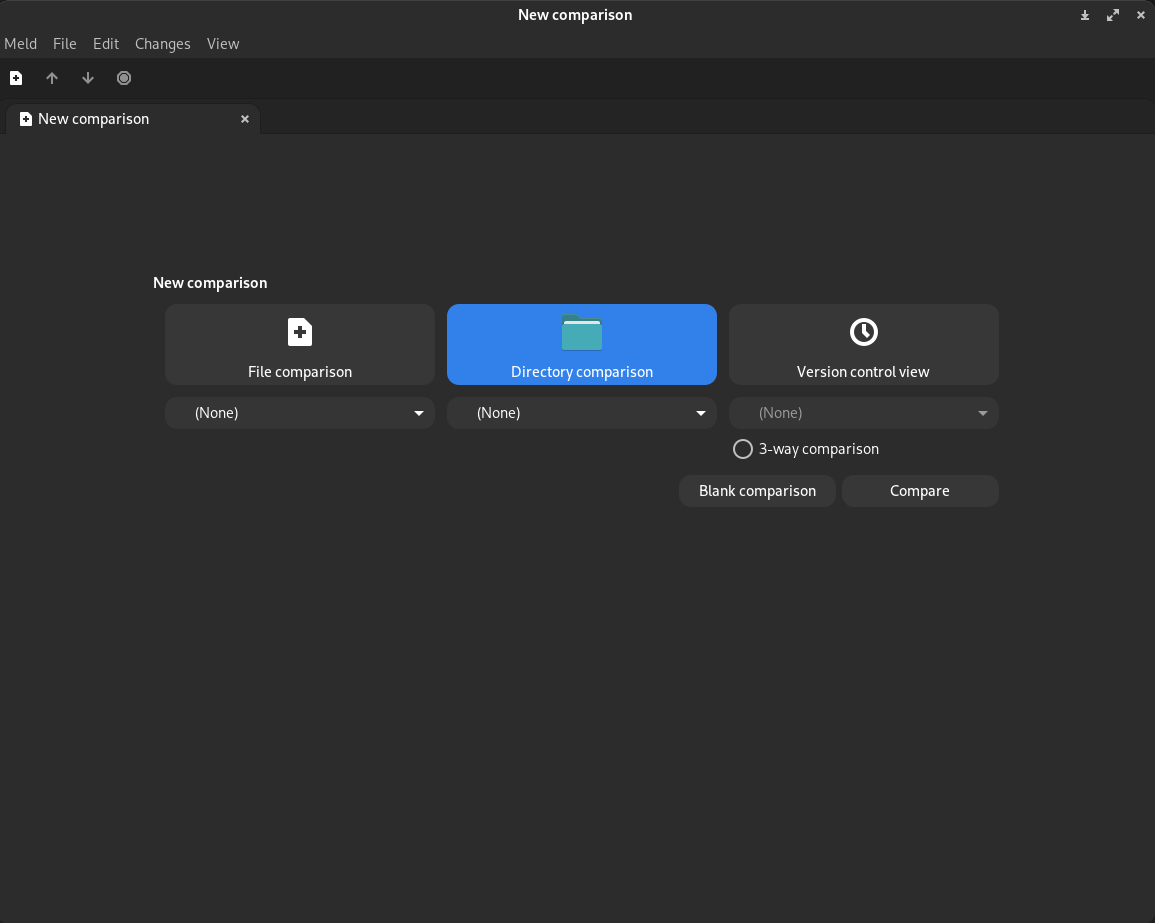 New comparison
Meld File Edit Changes View
New comparison
New comparison
File comparison Directory comparison Version control view
(None) (None) (None)
3-way comparison
Blank comparison Compare